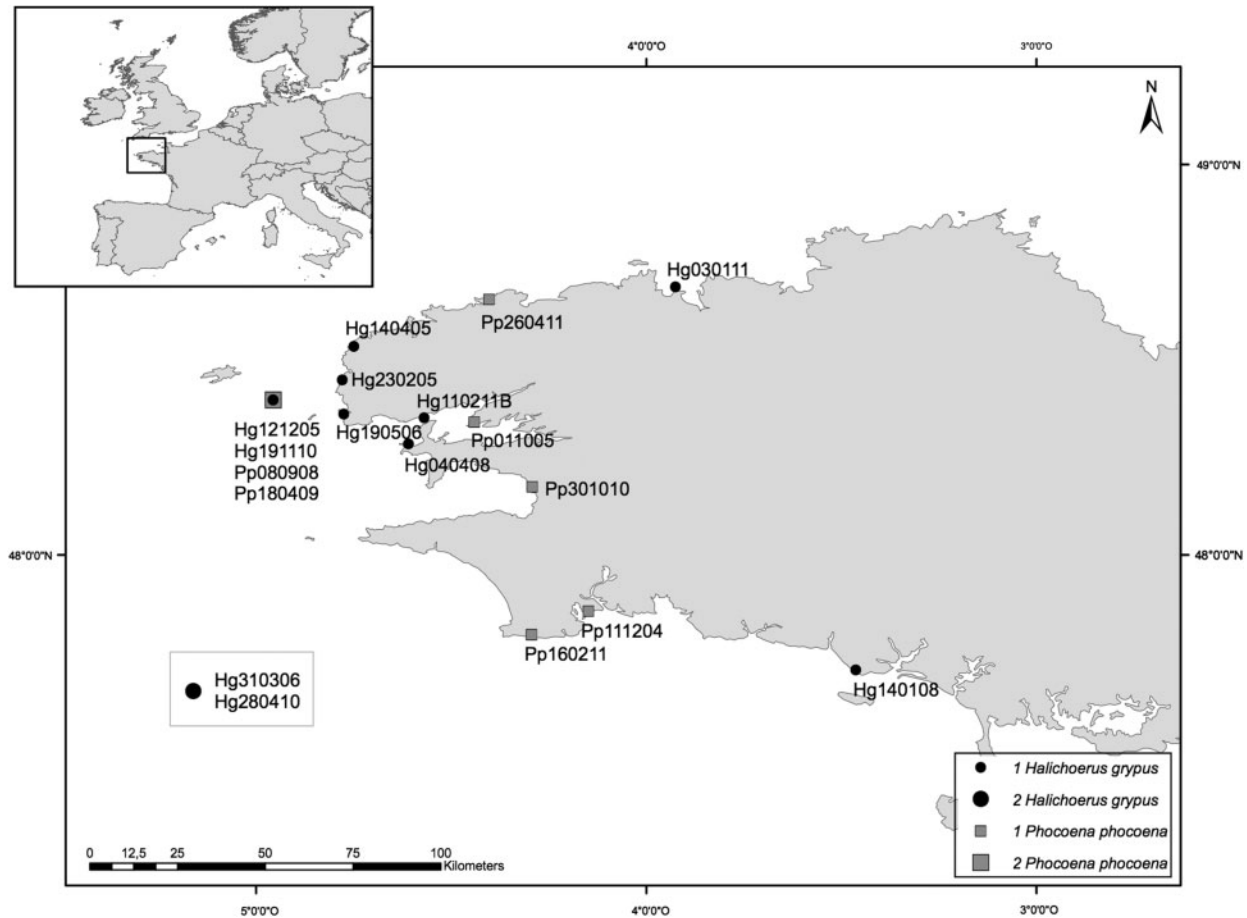 4°0'0"O
3°0'0"O
N
49°0'0"N
49°0'0"N
Hg030111
Pp260411
Hg140405
Hg230205
Hg110211B
Hg190506
Pp011005
Hg121205
Hg191110
Pp080908
Pp180409
Hg040408
Pp301010
48°0'0"N
48°0'0"N
Pp111204
Pp160211
Hg310306
Hg280410
Hg140108
1 Halichoerus grypus
2 Halichoerus grypus
1 Phocoena phocoena
2 Phocoena phocoena
0 12,5 25 50 75 100
Kilometers
5°0'0"O
4°0'0"O
3°0'0"O